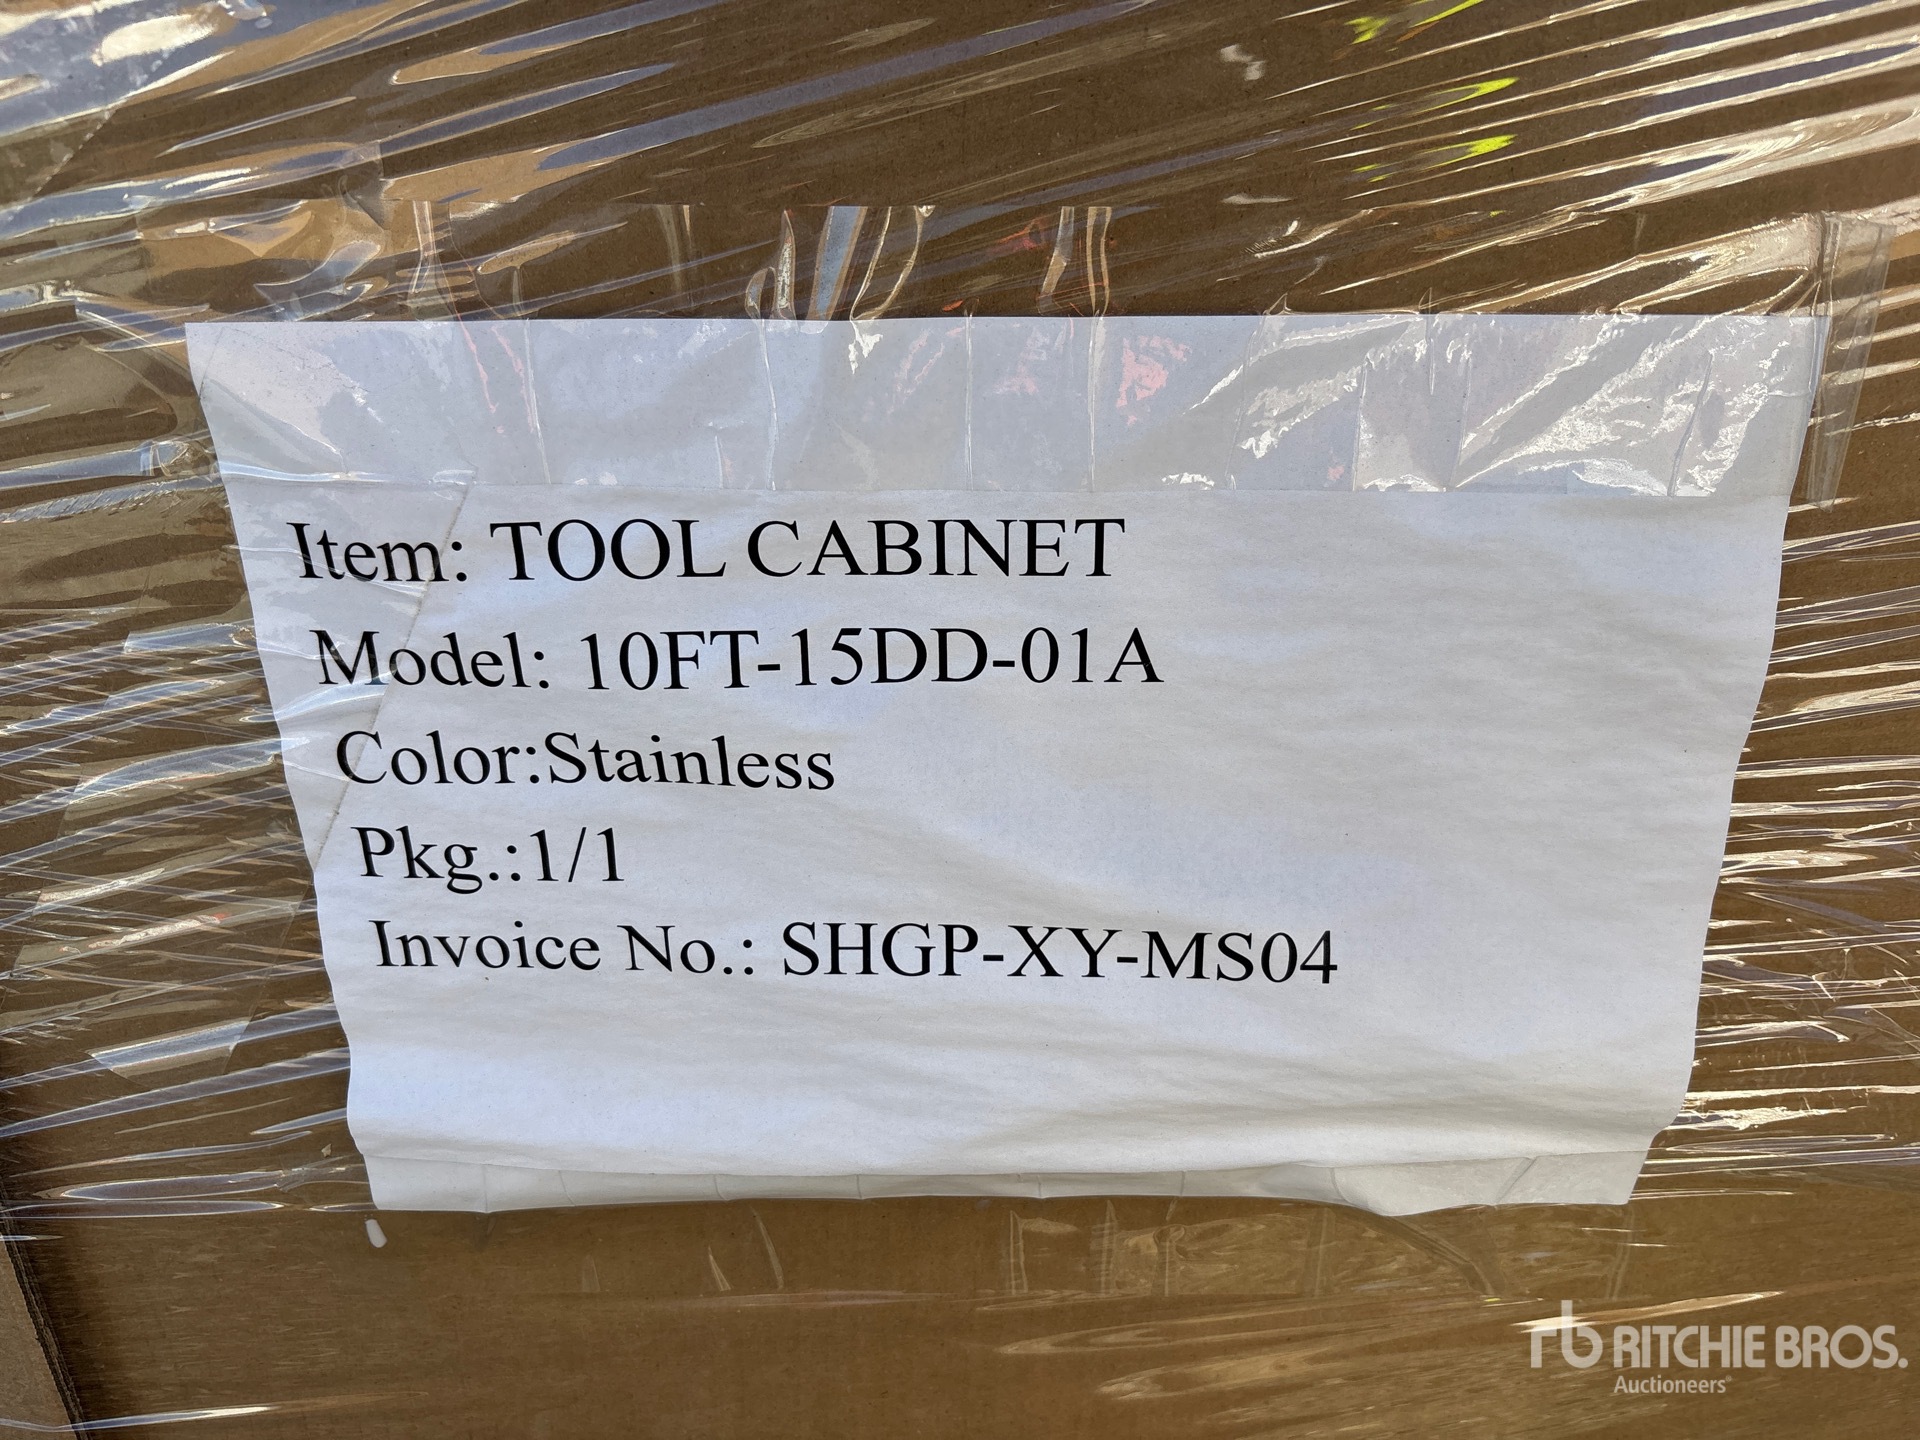 Item: TOOL CABINET
Model: 10FT-15DD-01A
Color:Stainless
Pkg.:1/1
Invoice No.: SHGP-XY-MS04
rb RITCHIE BROS.
Auctioneers